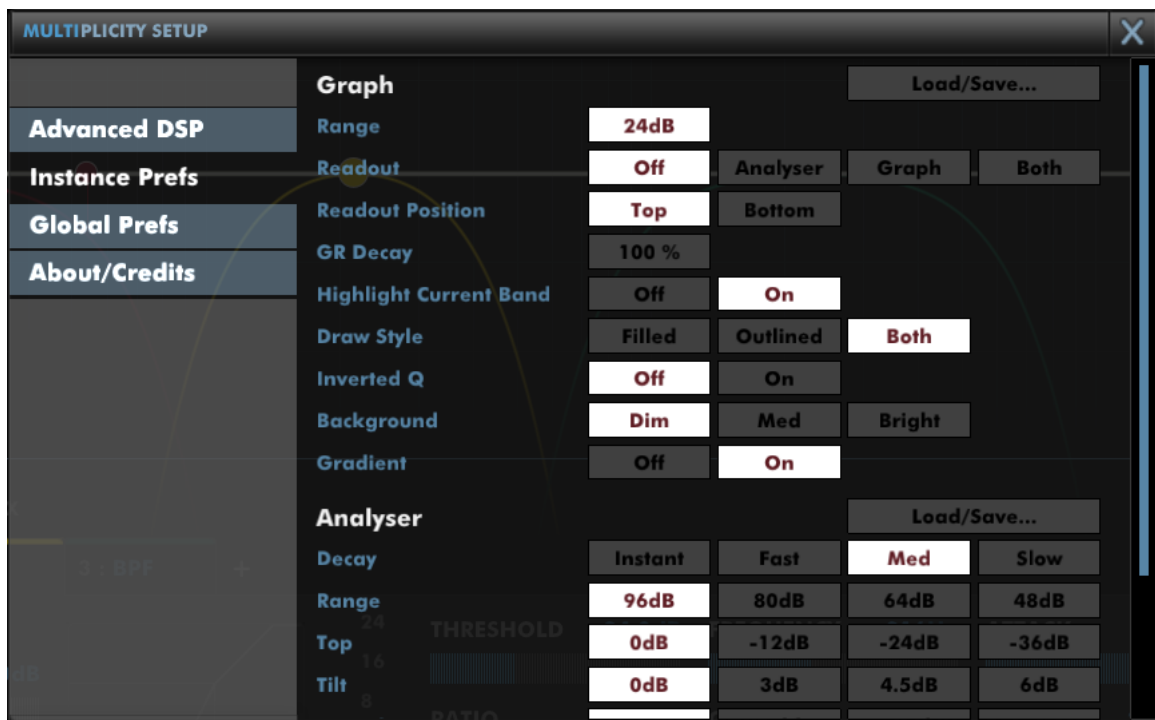 MULTIPLICITY SETUP
Advanced DSP
Instance Prefs
Global Prefs
About/Credits
Graph Load/Save...
Range 24dB
Readout Off Analyser Graph Both
Readout Position Top Bottom
GR Decay 100 %
Highlight Current Band Off On
Draw Style Filled Outlined Both
Inverted Q Off On
Background Dim Med Bright
Gradient Off On
Analyser Load/Save...
Decay Instant Fast Med Slow
3 : BPF +
Range 96dB 80dB 64dB 48dB
24 THRESHOLD
Top 0dB -12dB -24dB -36dB
16
Tilt 0dB 3dB 4.5dB 6dB
8
RATIO